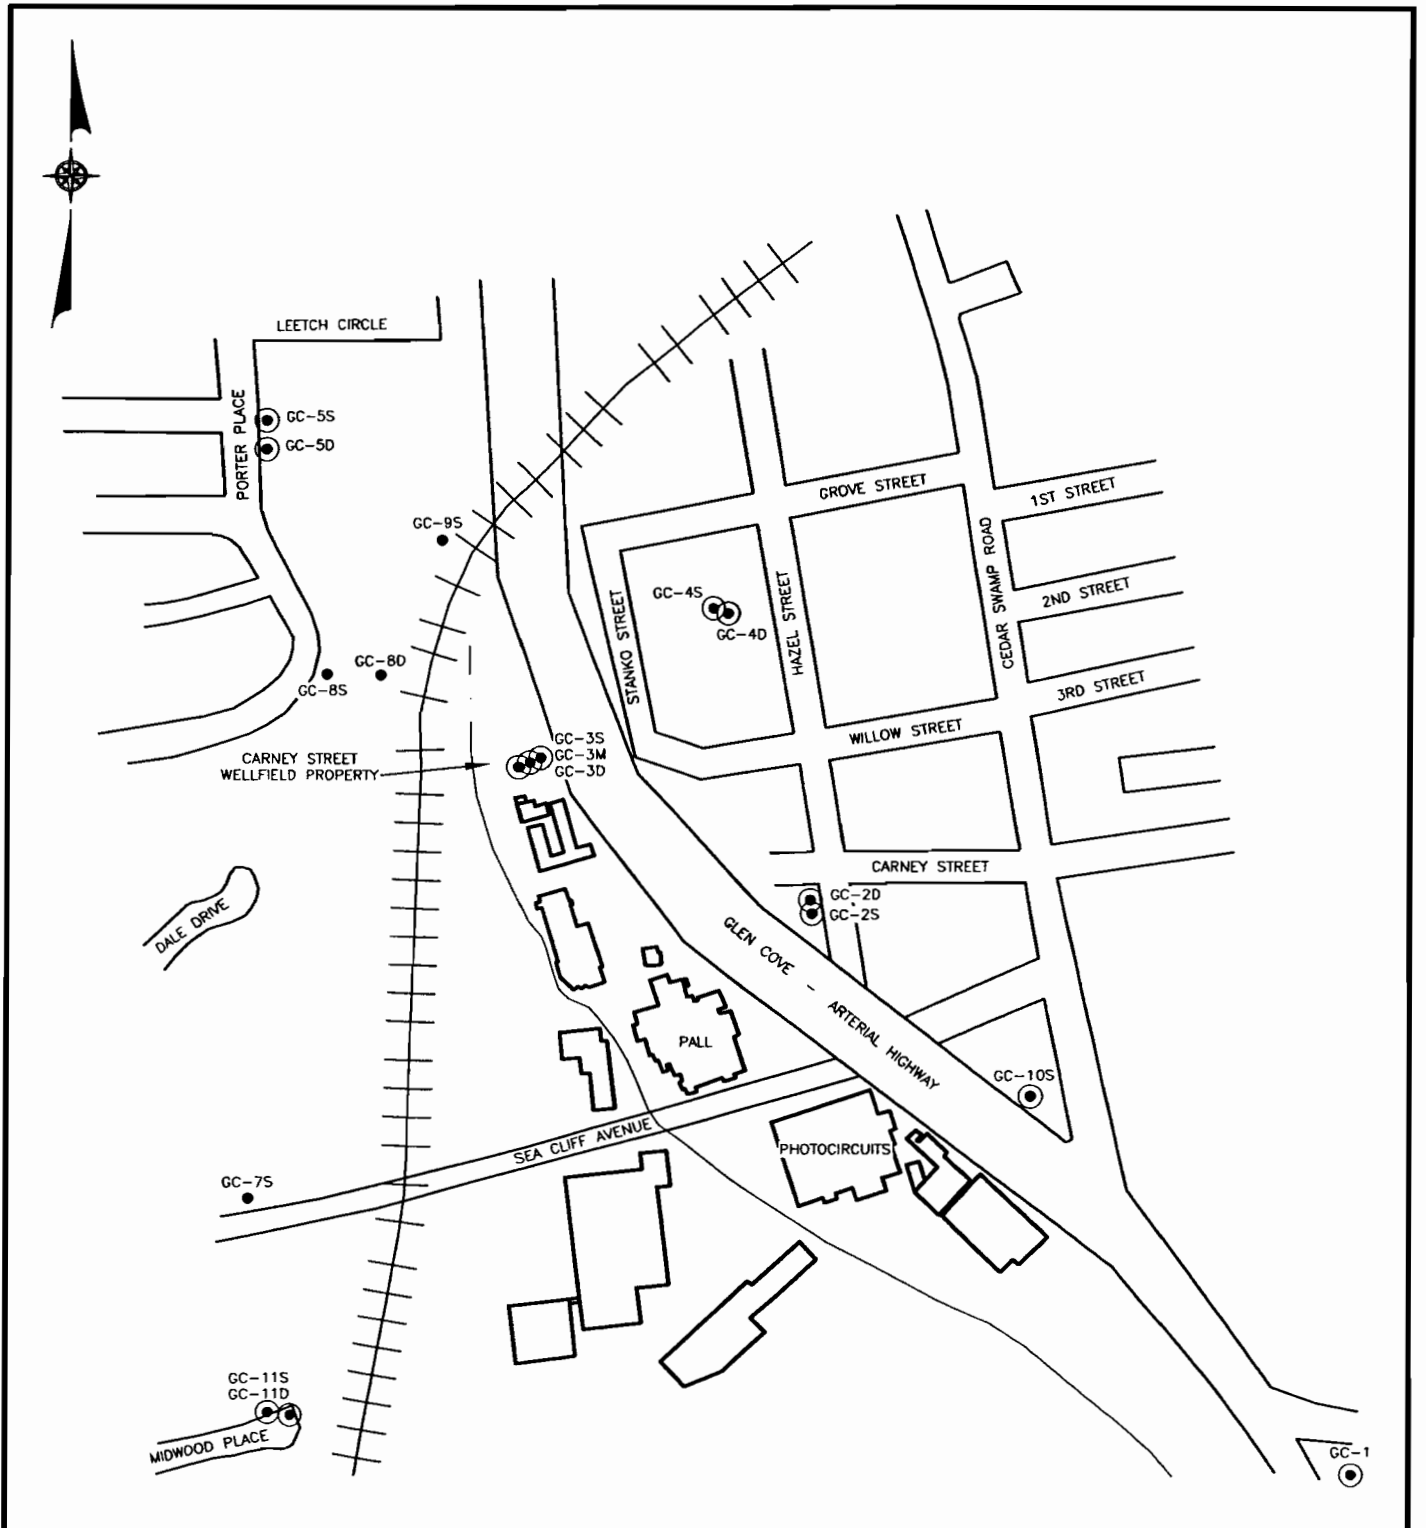 LEETCH CIRCLE
PORTER PLACE
GC-5S
GC-5D
GC-9S
GROVE STREET
1ST STREET
CEDAR SWAMP ROAD
2ND STREET
GC-4S
GC-4D
STANKO STREET
HAZEL STREET
GC-8D
GC-8S
3RD STREET
WILLOW STREET
GC-3S
GC-3M
GC-3D
CARNEY STREET
WELLFIELD PROPERTY
CARNEY STREET
GC-2D
GC-2S
DALE DRIVE
GLEN COVE - ARTERIAL HIGHWAY
PALL
GC-10S
SEA CLIFF AVENUE
PHOTOCIRCUITS
GC-7S
GC-11S
GC-11D
MIDWOOD PLACE
GC-1